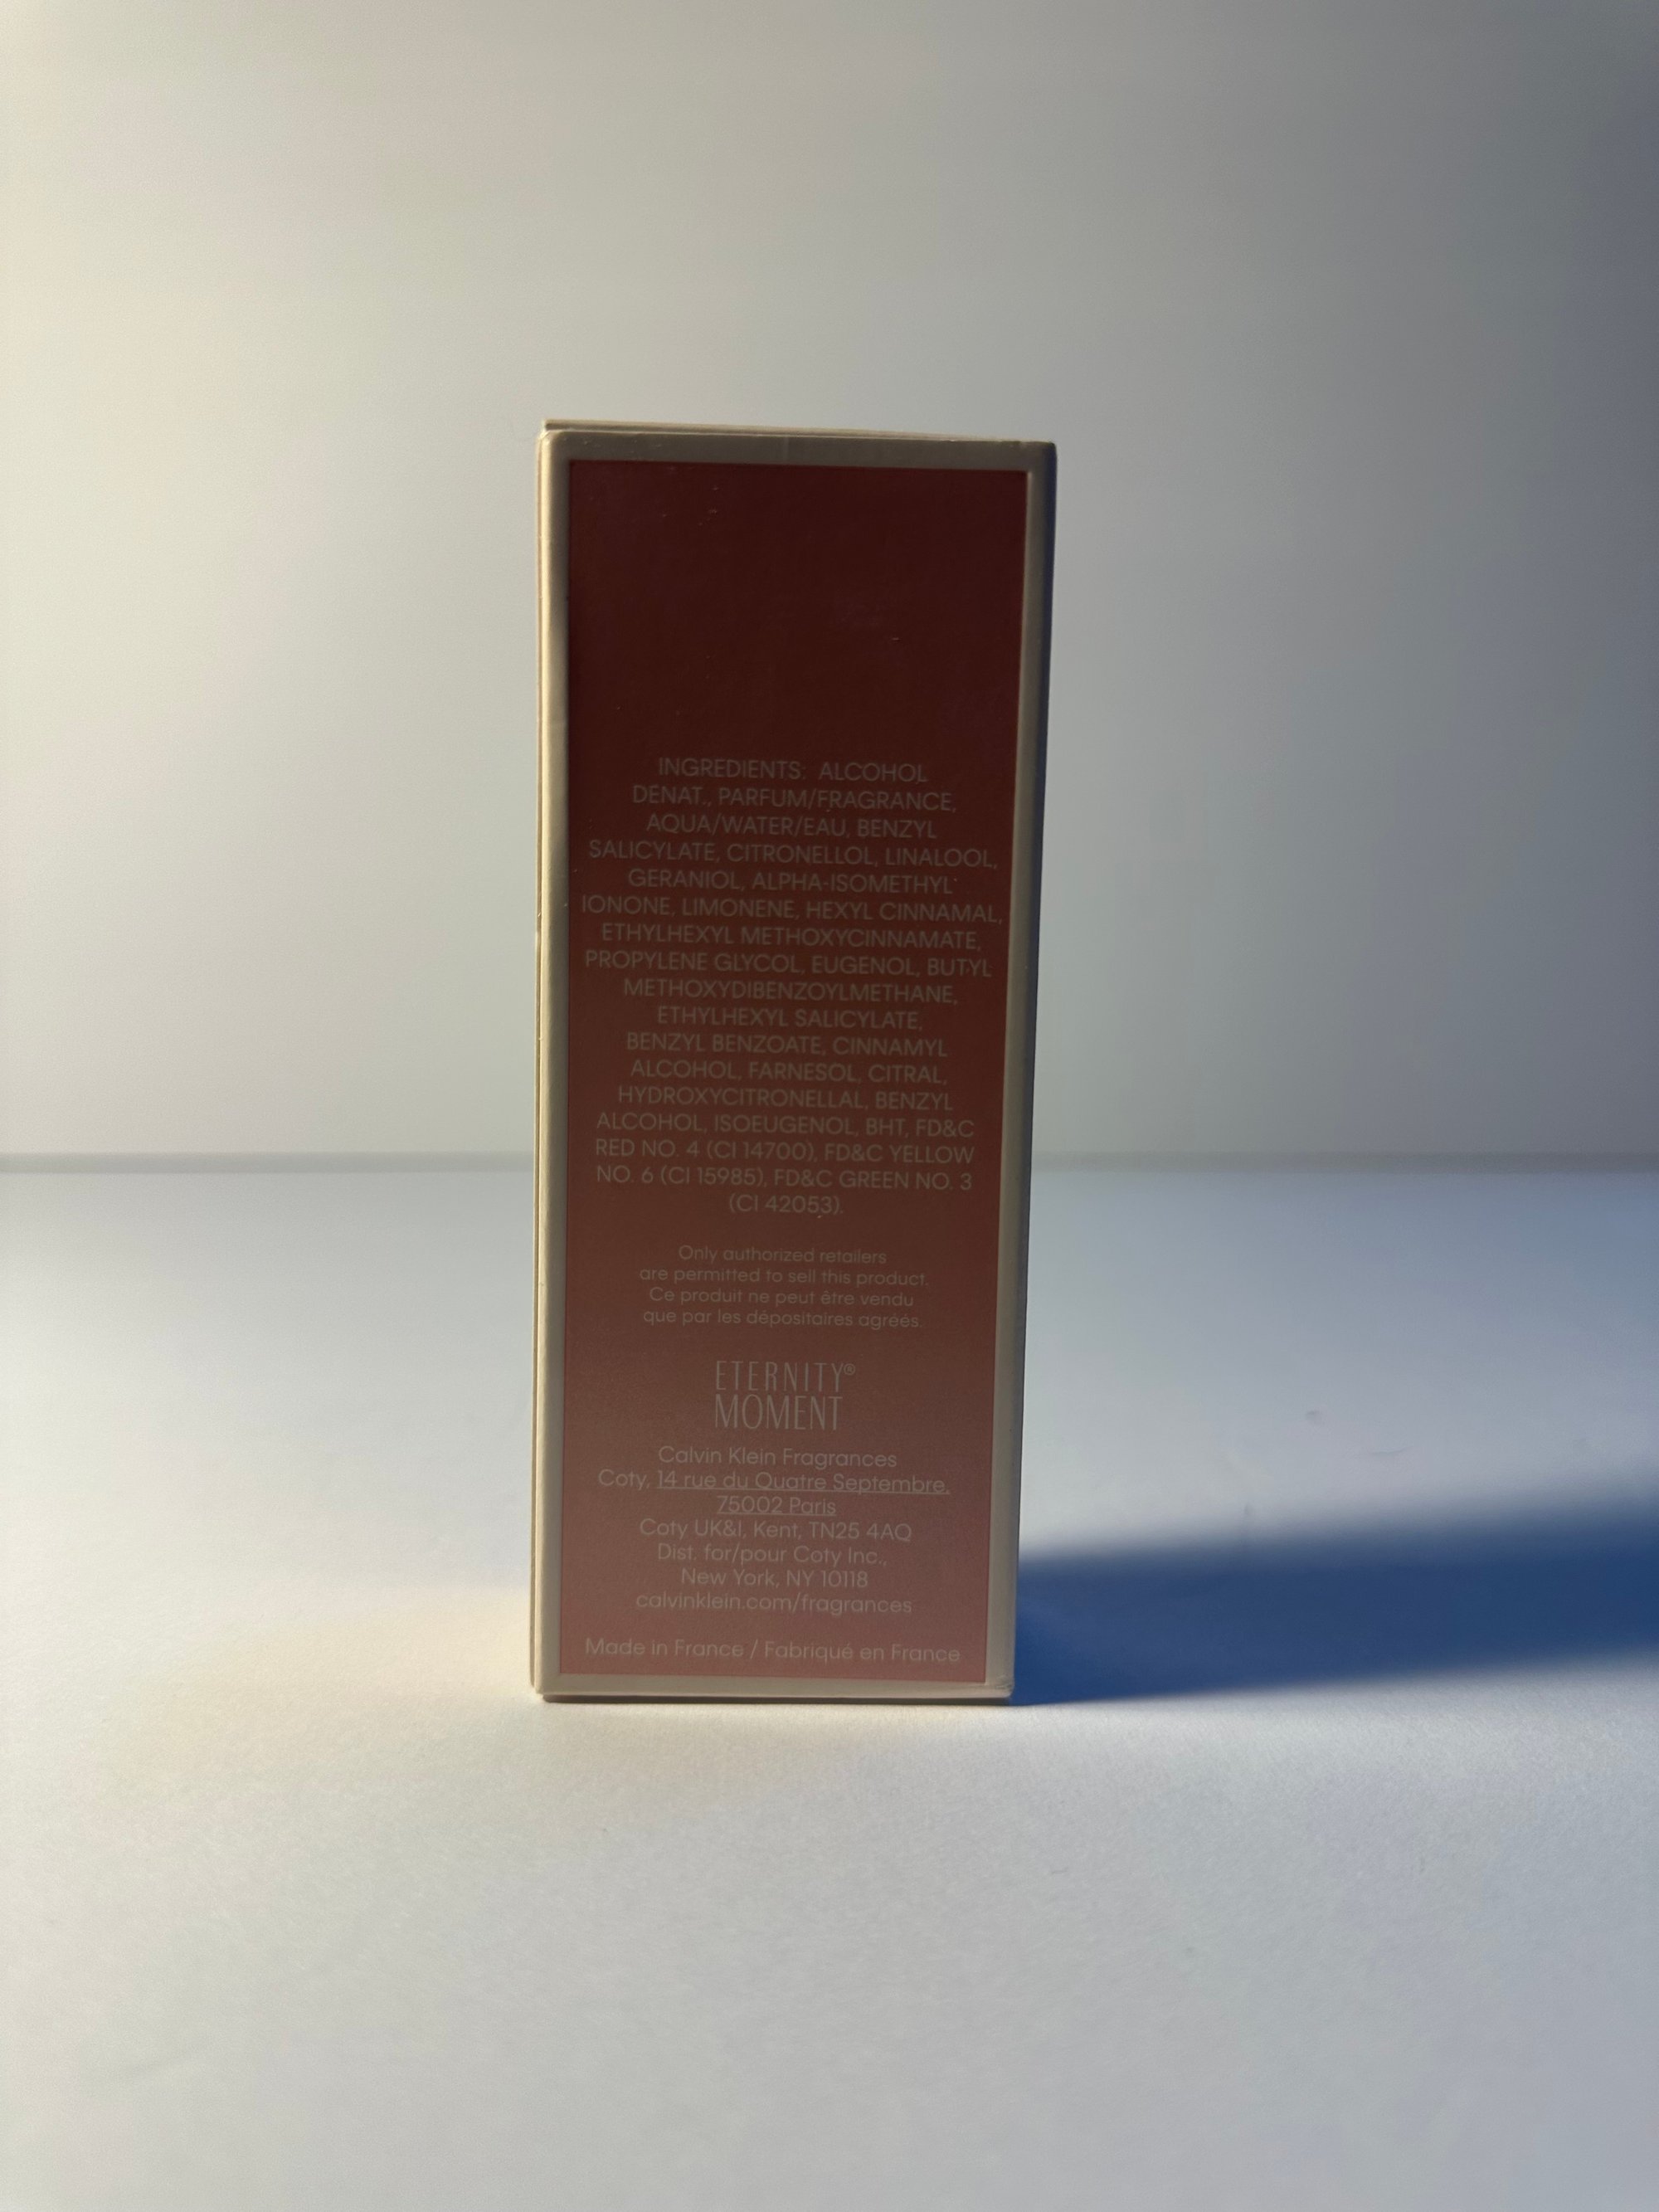 INGREDIENTS: ALCOHOL
DENAT., PARFUM/FRAGRANCE,
AQUA/WATER/EAU, BENZYL
SALICYLATE, CITRONELLOL, LINALOOL,
GERANIOL, ALPHA-ISOMETHYL
IONONE, LIMONENE, HEXYL CINNAMAL,
ETHYLHEXYL METHOXYCINNAMATE,
PROPYLENE GLYCOL, EUGENOL, BUTYL
METHOXYDIBENZOYLMETHANE,
ETHYLHEXYL SALICYLATE,
BENZYL BENZOATE, CINNAMYL
ALCOHOL, FARNESOL, CITRAL,
HYDROXYCITRONELLAL, BENZYL
ALCOHOL, ISOEUGENOL, BHT, FD&C
RED NO. 4 (CI 14700), FD&C YELLOW
NO. 6 (CI 15985), FD&C GREEN NO. 3
(CI 42053).
Only authorized retailers
are permitted to sell this product.
Ce produit ne peut être vendu
que par les dépositaires agréés.
ETERNITY®
MOMENT
Calvin Klein Fragrances
Coty, 14 rue du Quatre Septembre,
75002 Paris
Coty UK&I, Kent, TN25 4AQ
Dist. for/pour Coty Inc.,
New York, NY 10118
calvinklein.com/fragrances
Made in France / Fabriqué en France